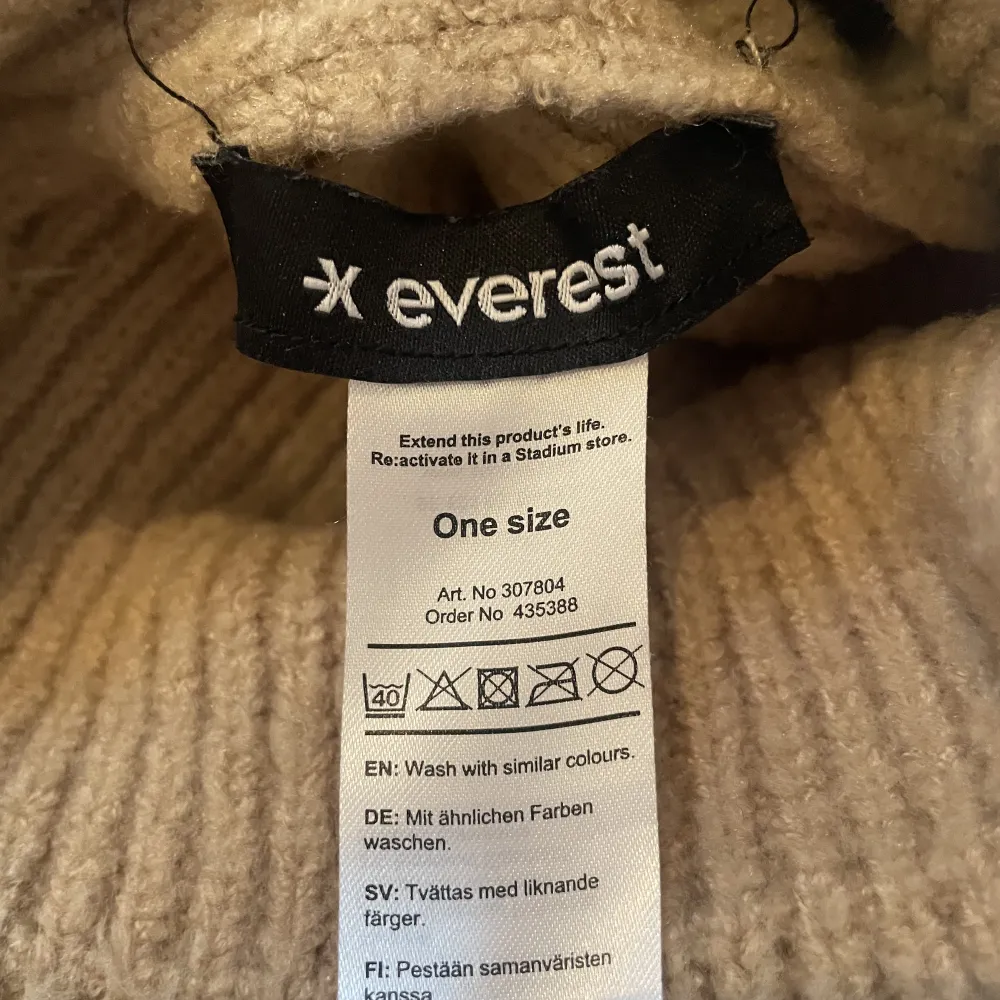 everest
Extend this product's life.
Re:activate it in a Stadium store.
One size
Art. No 307804
Order No 435388
40
EN: Wash with similar colours.
DE: Mit ähnlichen Farben
waschen.
SV: Tvättas med liknande
färger.
FI: Pestään samanväristen
kanssa